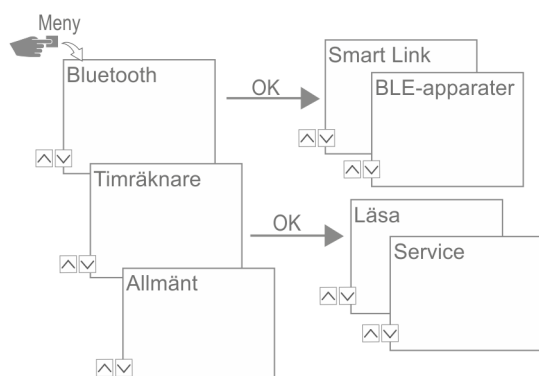 Meny
Bluetooth
OK
Smart Link
BLE-apparater
Timräknare
OK
Läsa
Service
Allmänt